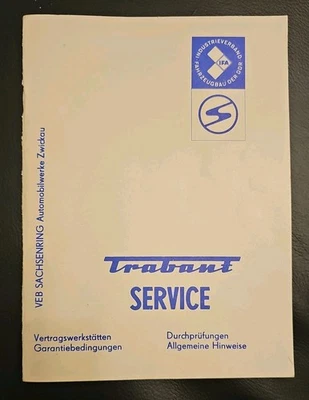 INDUSTRIEVERBAND
FAHRZEUGBAU DER DDR
IFA
VEB SACHSENRING Automobilwerke Zwickau
Trabant
SERVICE
Vertragswerkstätten
Garantiebedingungen
Durchprüfungen
Allgemeine Hinweise